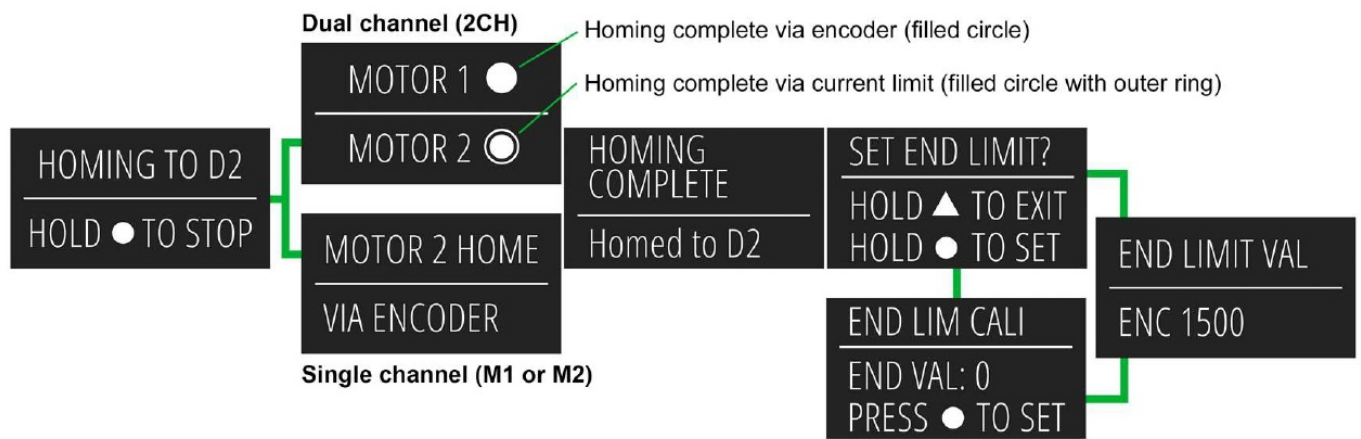 Dual channel (2CH)
Homing complete via encoder (filled circle)
MOTOR 1
Homing complete via current limit (filled circle with outer ring)
MOTOR 2
HOMING TO D2
HOLD ● TO STOP
MOTOR 2 HOME
VIA ENCODER
Single channel (M1 or M2)
HOMING
COMPLETE
Homed to D2
SET END LIMIT?
HOLD ▲ TO EXIT
HOLD ● TO SET
END LIM CALI
END VAL: 0
PRESS ● TO SET
END LIMIT VAL
ENC 1500